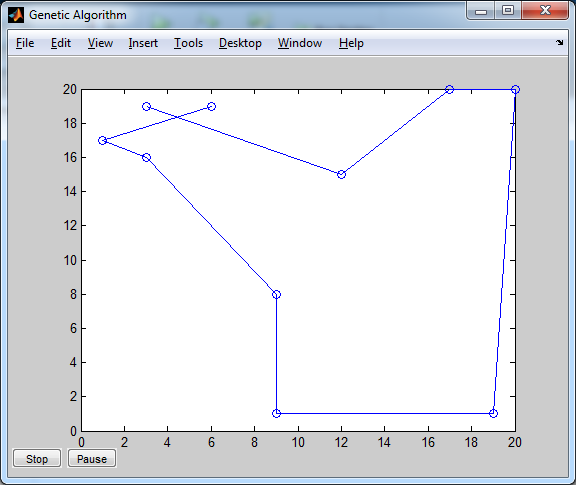 Genetic Algorithm
File Edit View Insert Tools Desktop Window Help
20
18
16
14
12
10
8
6
4
2
0
0 2 4 6 8 10 12 14 16 18 20
Stop Pause